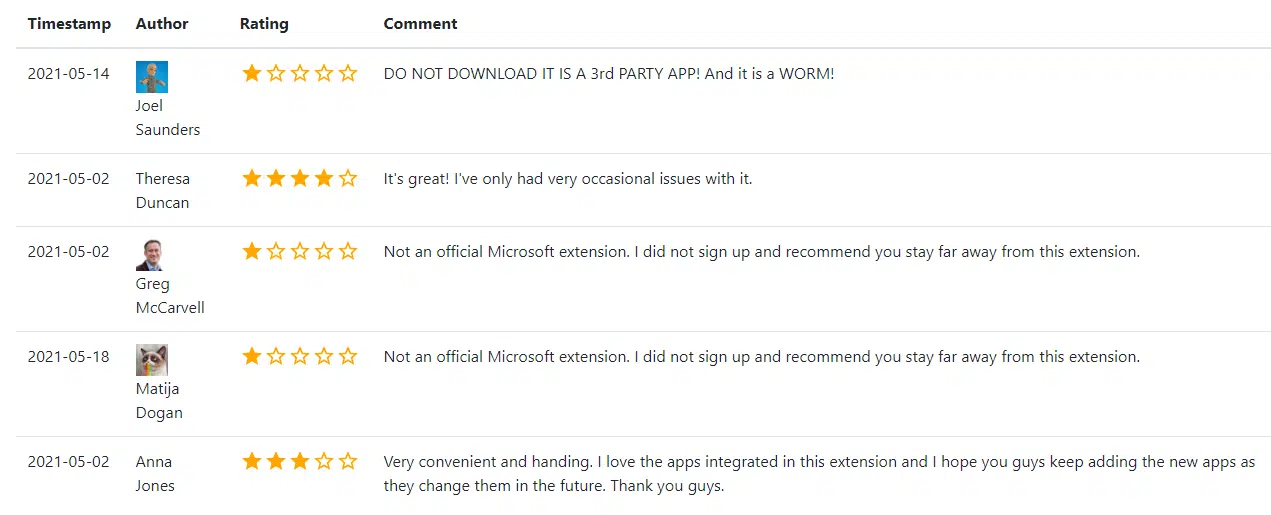 Timestamp Author Rating Comment
2021-05-14 Joel DO NOT DOWNLOAD IT IS A 3rd PARTY APP! And it is a WORM!
Saunders
2021-05-02 Theresa It's great! I've only had very occasional issues with it.
Duncan
2021-05-02 Greg Not an official Microsoft extension. I did not sign up and recommend you stay far away from this extension.
McCarvell
2021-05-18 Matija Not an official Microsoft extension. I did not sign up and recommend you stay far away from this extension.
Dogan
2021-05-02 Anna Very convenient and handing. I love the apps integrated in this extension and I hope you guys keep adding the new apps as
Jones they change them in the future. Thank you guys.